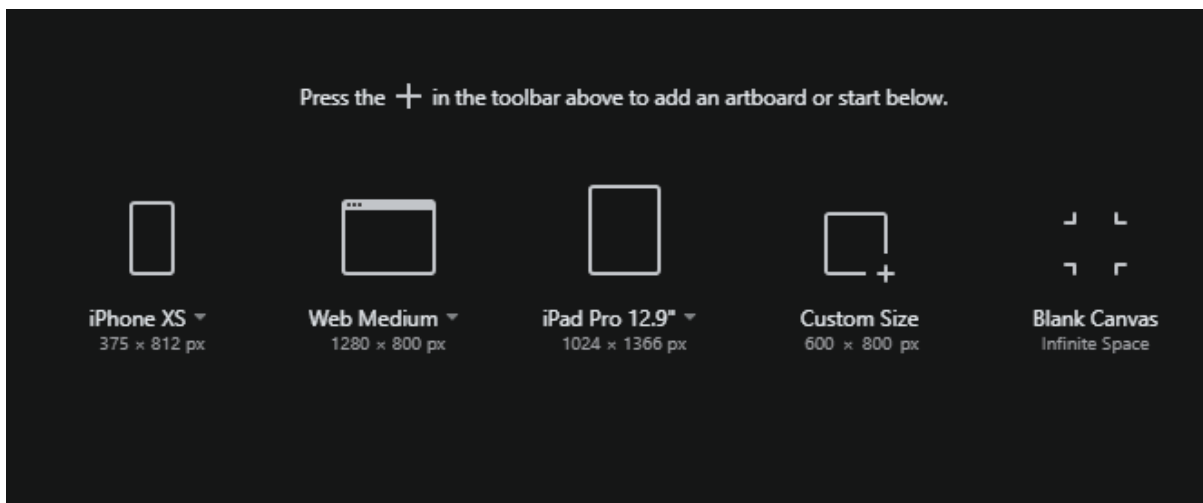 Press the + in the toolbar above to add an artboard or start below.
iPhone XS
375 × 812 px
Web Medium
1280 × 800 px
iPad Pro 12.9"
1024 × 1366 px
Custom Size
600 × 800 px
Blank Canvas
Infinite Space